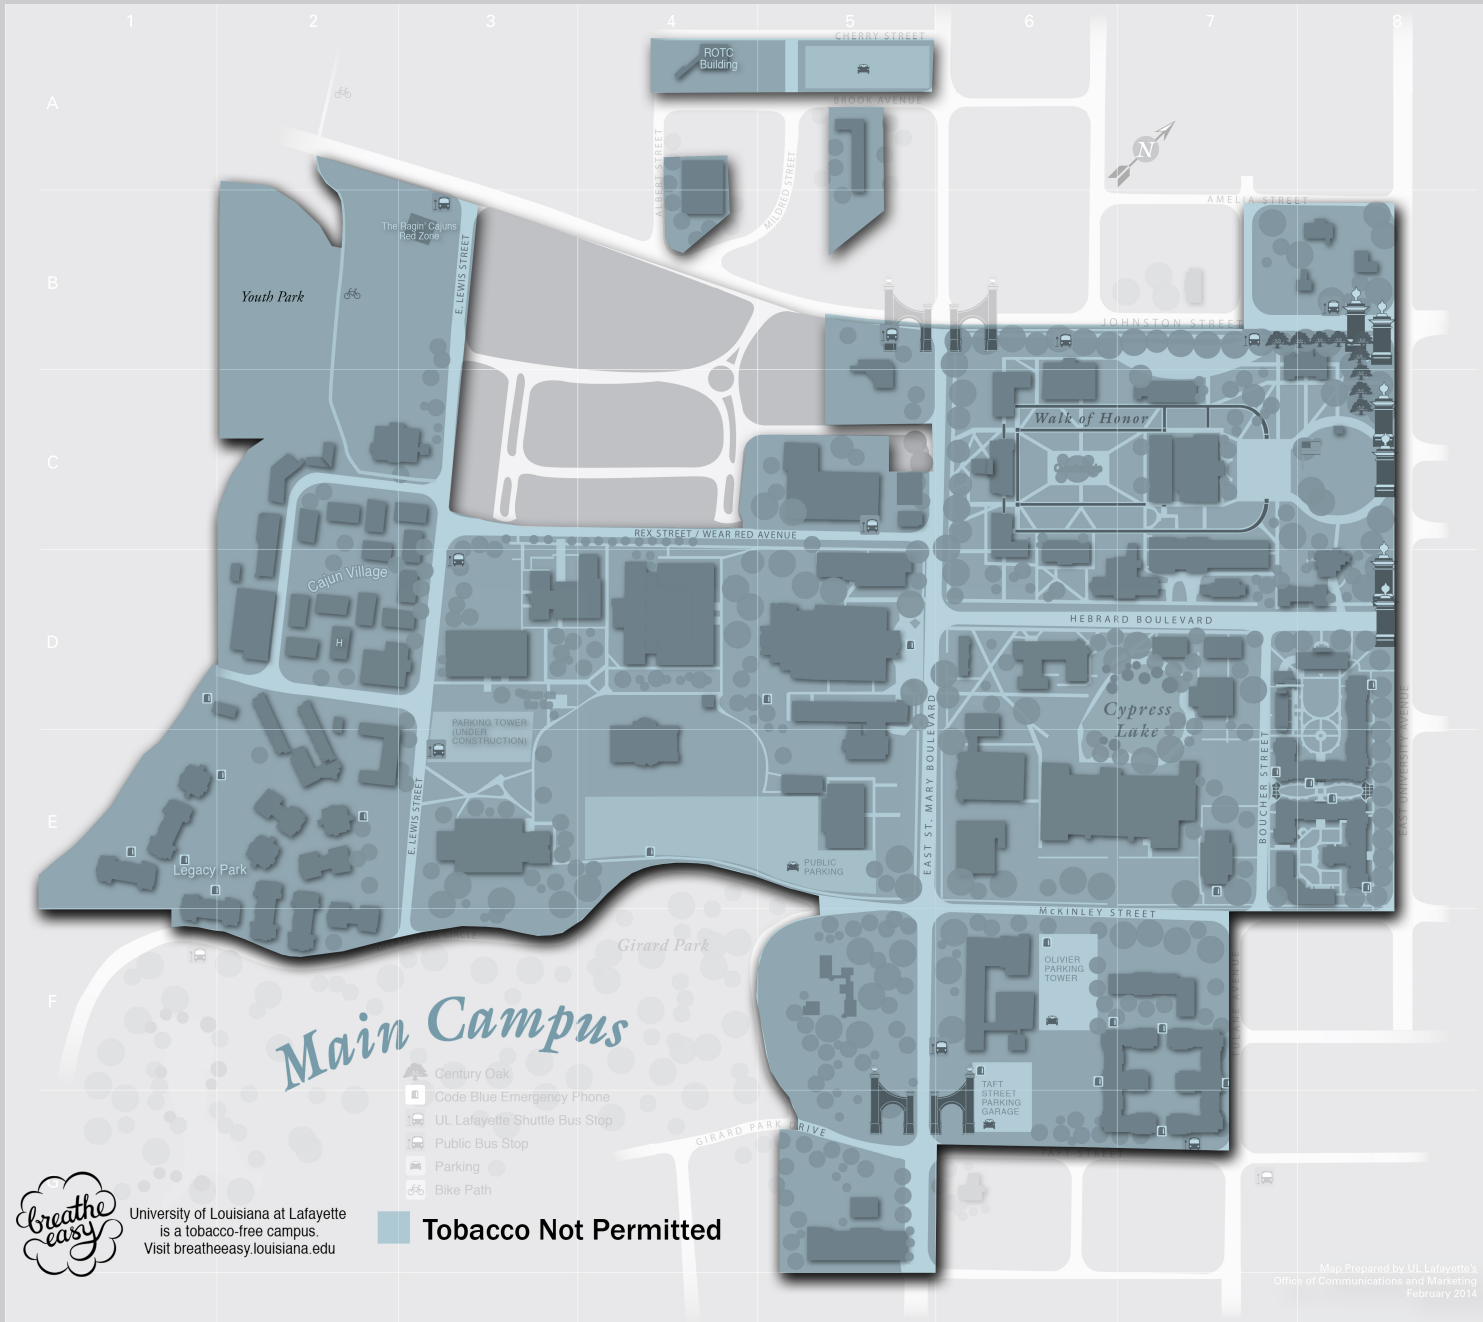 1 2 3 4 5 6 7 8
CHERRY STREET
ROTC
Building
A
BROOK AVENUE
ALBERT STREET
MILDRED STREET
N
AMELIA STREET
The Ragin' Cajuns
Red Zone
E. LEWIS STREET
B
Youth Park
JOHNSTON STREET
Walk of Honor
C
REX STREET / WEAR RED AVENUE
Cajun Village
H
D
HEBRARD BOULEVARD
Cypress
Lake
PARKING TOWER
(UNDER
CONSTRUCTION)
EAST ST. MARY BOULEVARD
BOUCHER STREET
EAST UNIVERSITY AVENUE
E. LEWIS STREET
E
Legacy Park
PUBLIC
PARKING
McKINLEY STREET
CIRCLE
Girard Park
OLIVIER
PARKING
TOWER
F
Main Campus
Century Oak
Code Blue Emergency Phone
UL Lafayette Shuttle Bus Stop
Public Bus Stop
Parking
Bike Path
TAFT
STREET
PARKING
GARAGE
GIRARD PARK DRIVE
TAFT STREET
G
breathe
easy
University of Louisiana at Lafayette
is a tobacco-free campus.
Visit breatheeasy.louisiana.edu
Tobacco Not Permitted
Map Prepared by UL Lafayette's
Office of Communications and Marketing
February 2014